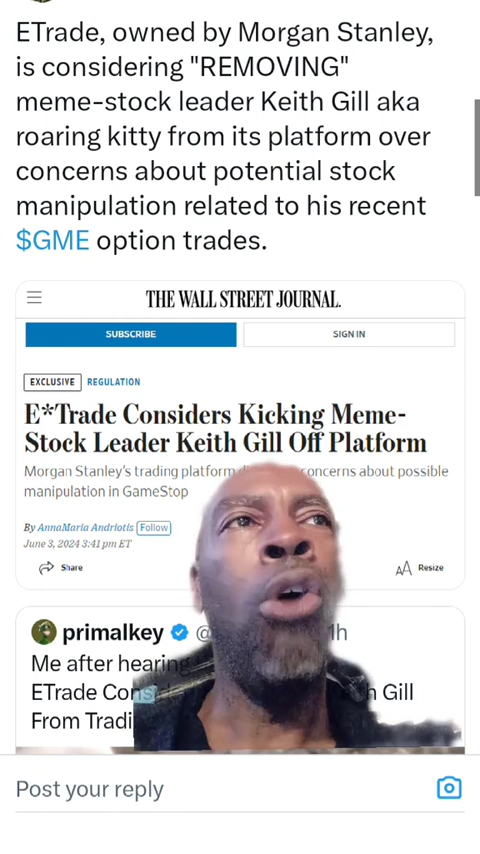 ETrade, owned by Morgan Stanley,
is considering "REMOVING"
meme-stock leader Keith Gill aka
roaring kitty from its platform over
concerns about potential stock
manipulation related to his recent
$GME option trades.
THE WALL STREET JOURNAL.
SUBSCRIBE
SIGN IN
EXCLUSIVE REGULATION
E*Trade Considers Kicking Meme-
Stock Leader Keith Gill Off Platform
Morgan Stanley's trading platform concerns about possible
manipulation in GameStop
By AnnaMaria Andriotis Follow
June 3, 2024 3:41 pm ET
Share
Resize
primalkey @ 1h
Me after hearing
ETrade Gill
From
Post your reply